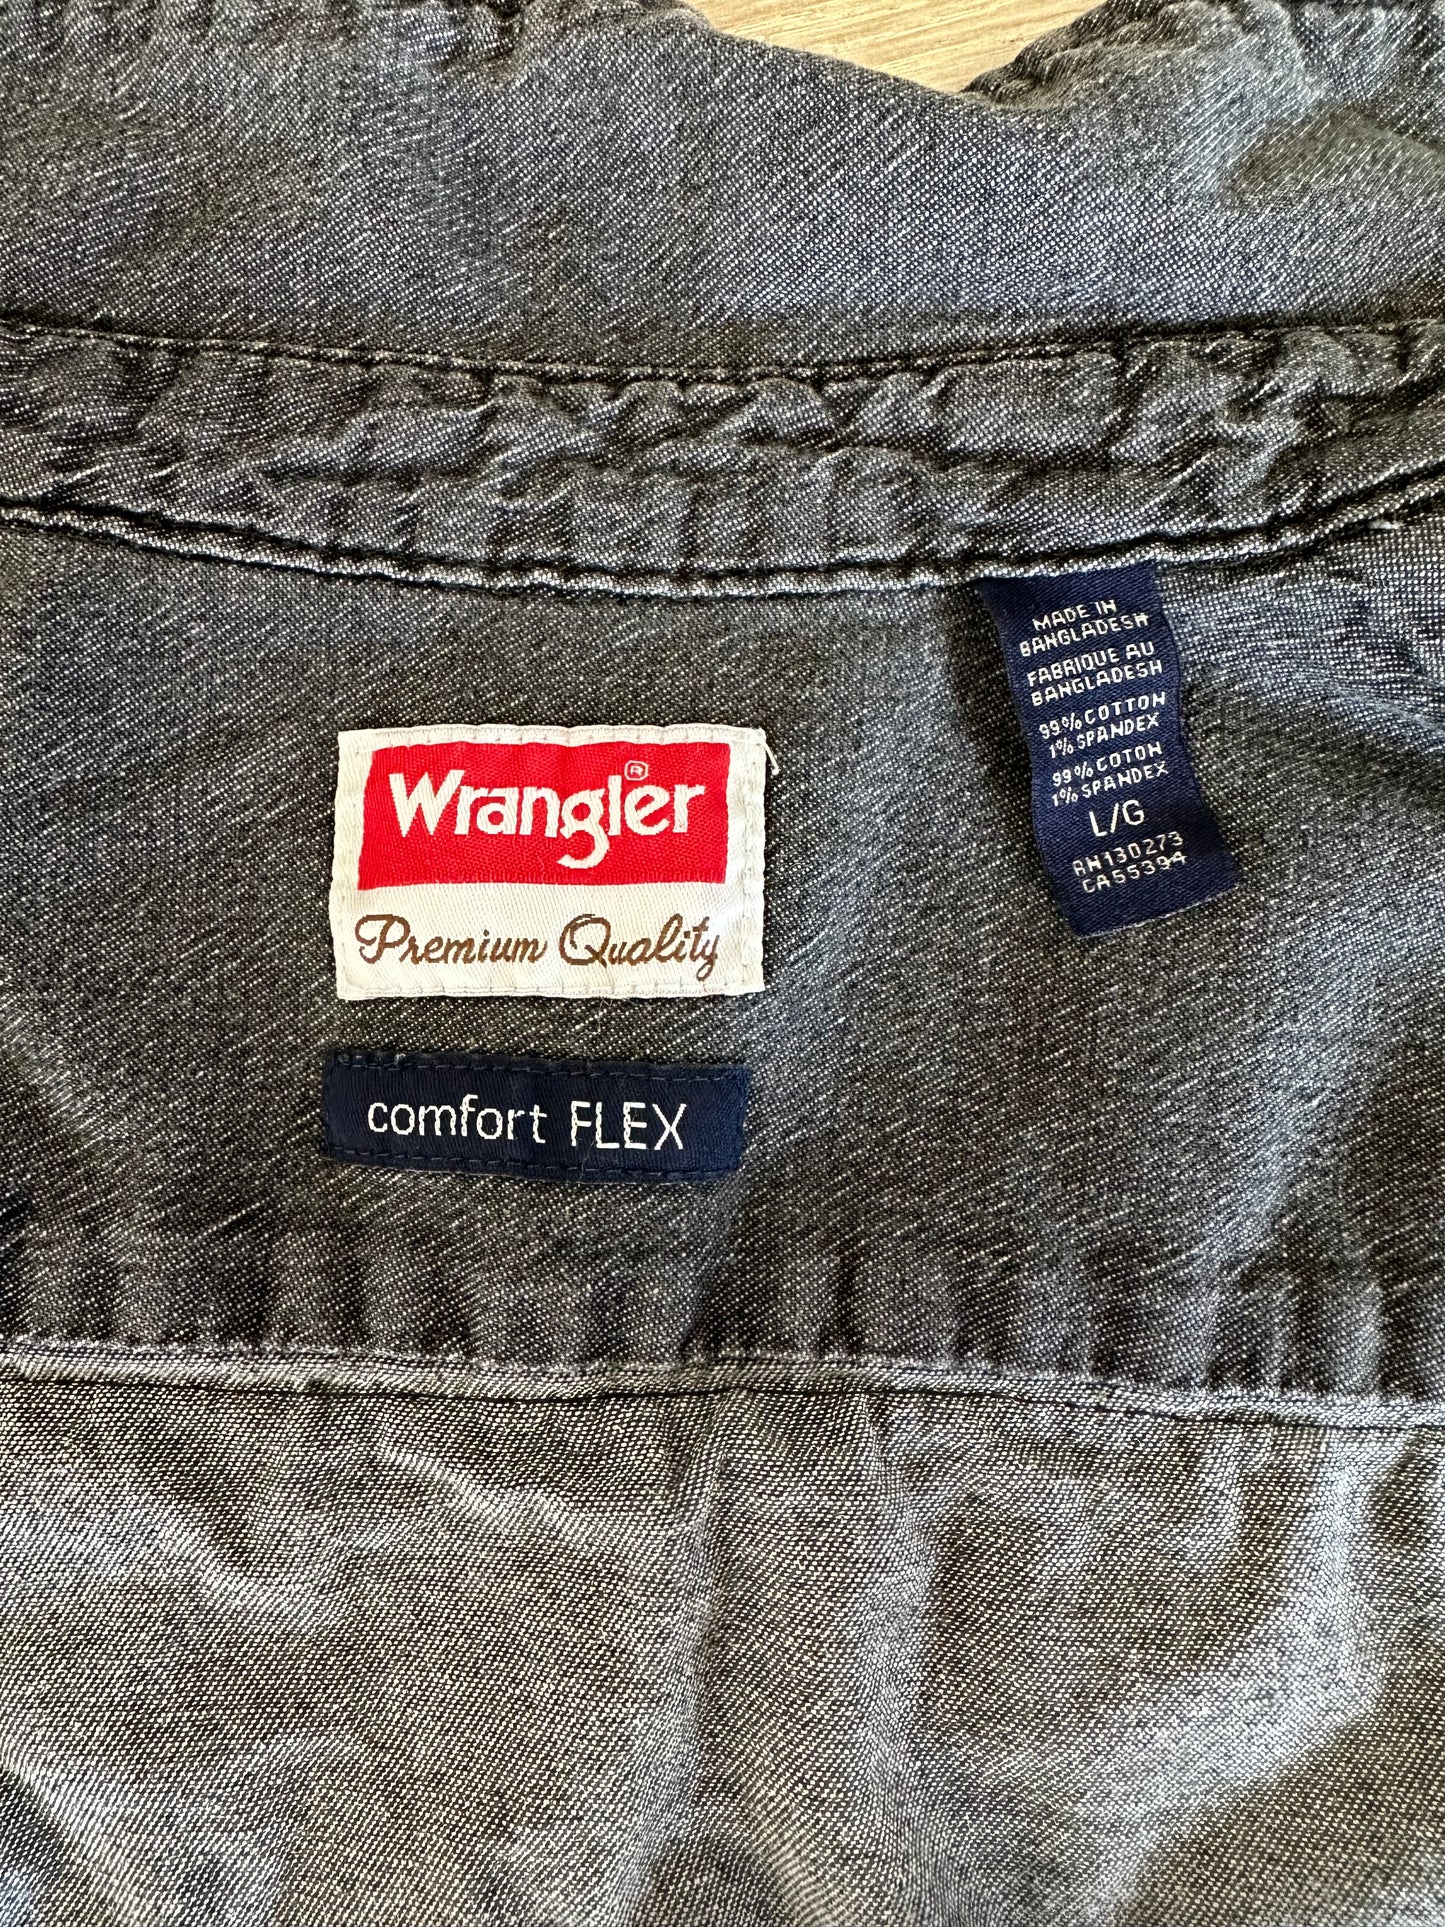 Wrangler®
Premium Quality
comfort FLEX
MADE IN
BANGLADESH
FABRIQUE AU
BANGLADESH
99% COTTON
1% SPANDEX
99% COTON
1% SPANDEX
L/G
RN130273
CA55394